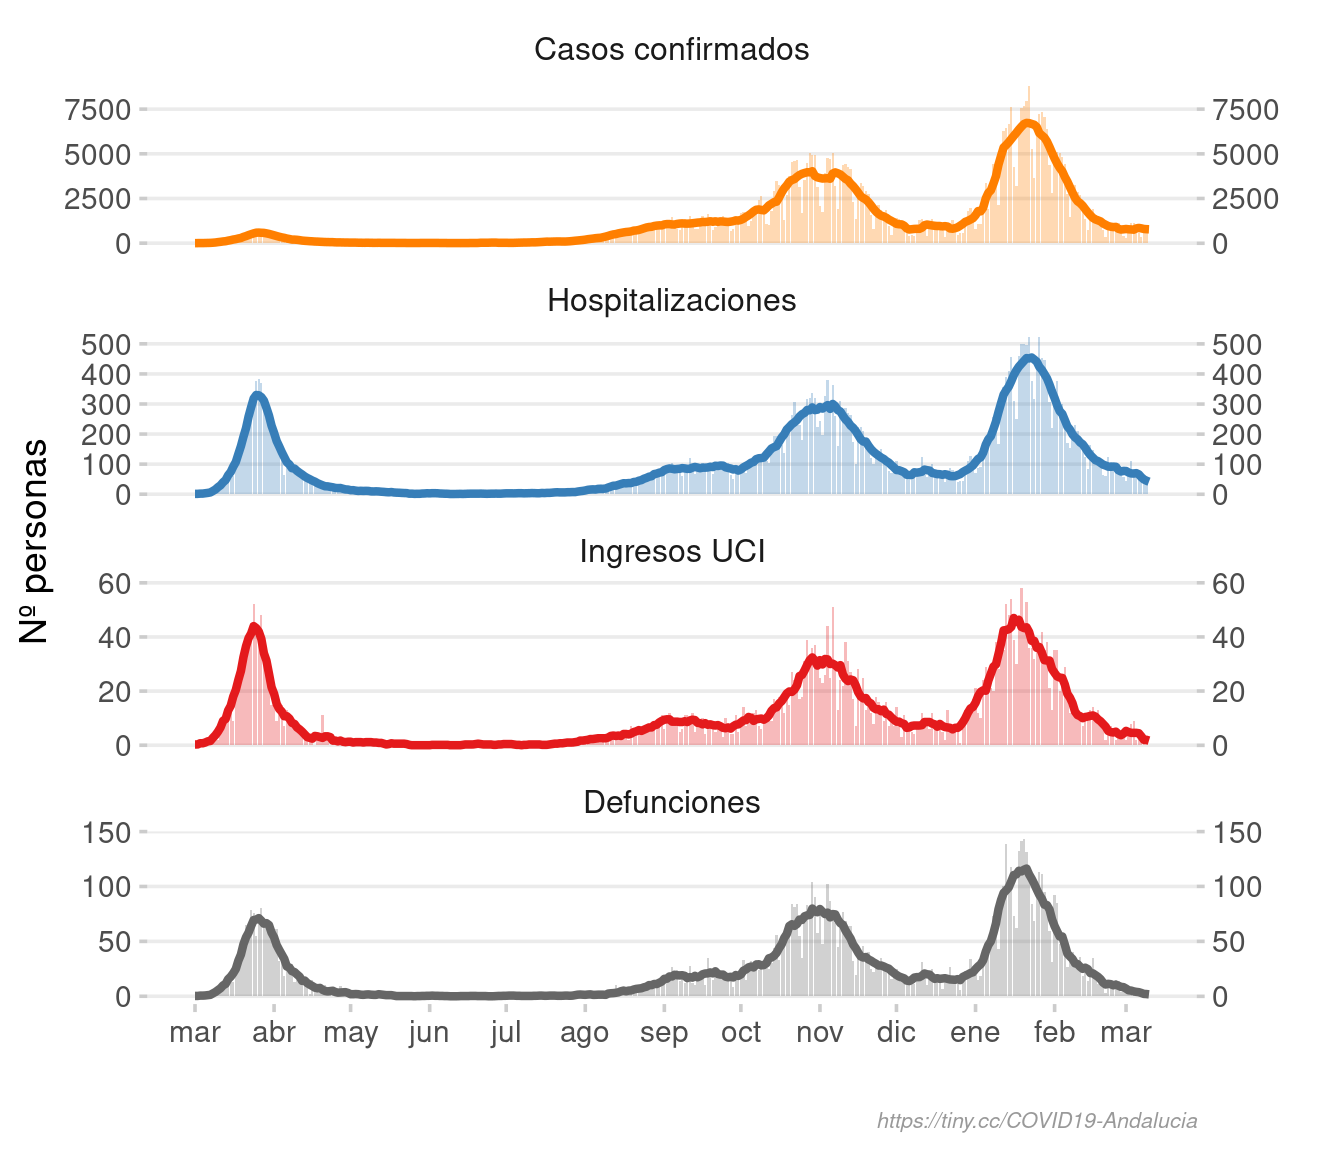 Casos confirmados
7500 7500
5000 5000
2500 2500
0 0
Hospitalizaciones
500 500
400 400
300 300
200 200
100 100
0 0
Nº personas
Ingresos UCI
60 60
40 40
20 20
0 0
Defunciones
150 150
100 100
50 50
0 0
mar abr may jun jul ago sep oct nov dic ene feb mar
https://tiny.cc/COVID19-Andalucia